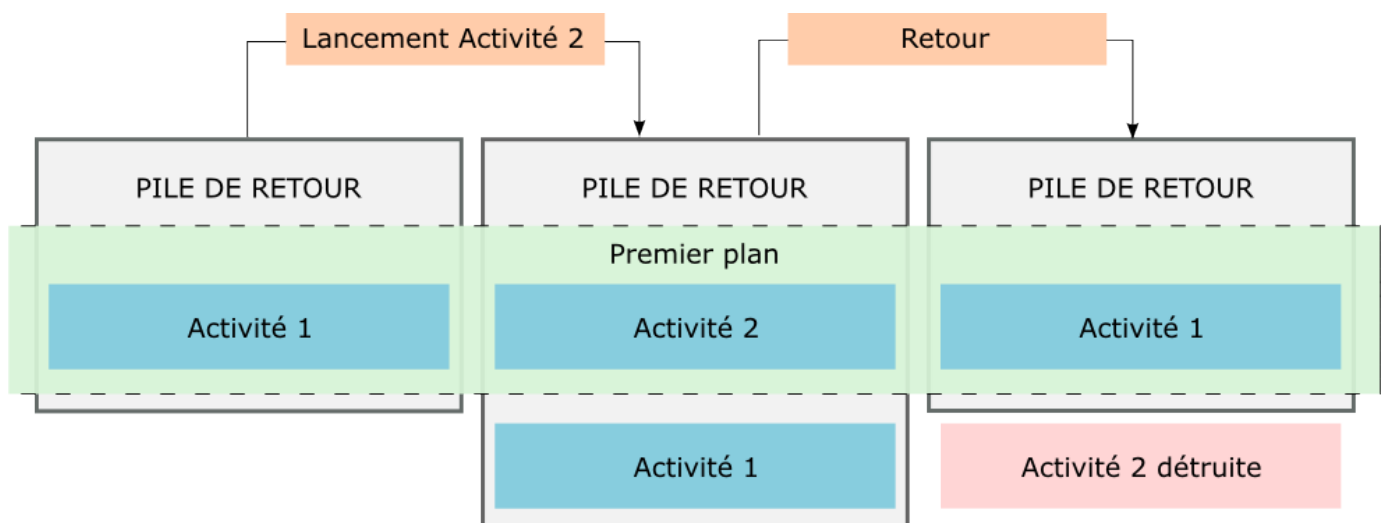 Lancement Activité 2
Retour
PILE DE RETOUR
PILE DE RETOUR
PILE DE RETOUR
Premier plan
Activité 1
Activité 2
Activité 1
Activité 1
Activité 2 détruite